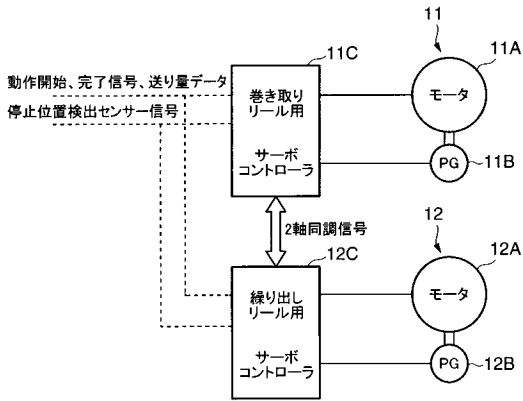 11
11C
11A
動作開始、完了信号、送り量データ
停止位置検出センサー信号
巻き取り
リール用
サーボ
コントローラ
モータ
PG
11B
2軸同調信号
12
12C
12A
繰り出し
リール用
サーボ
コントローラ
モータ
PG
12B